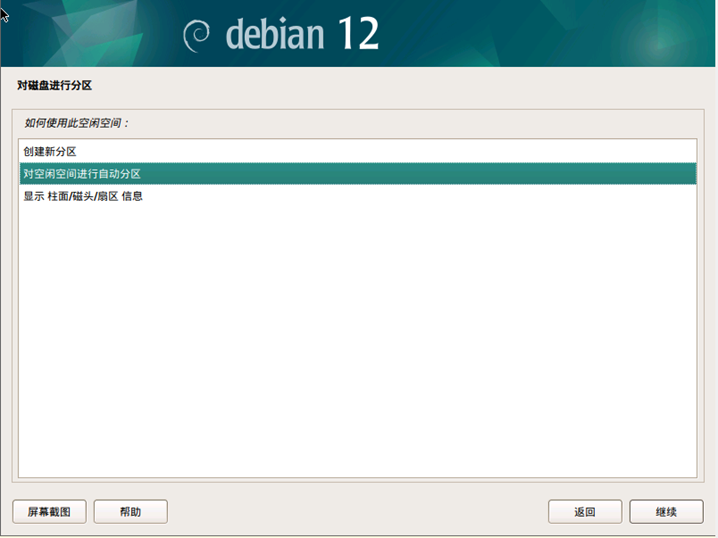 debian 12
对磁盘进行分区
如何使用此空闲空间：
创建新分区
对空闲空间进行自动分区
显示 柱面/磁头/扇区 信息
屏幕截图 帮助 返回 继续